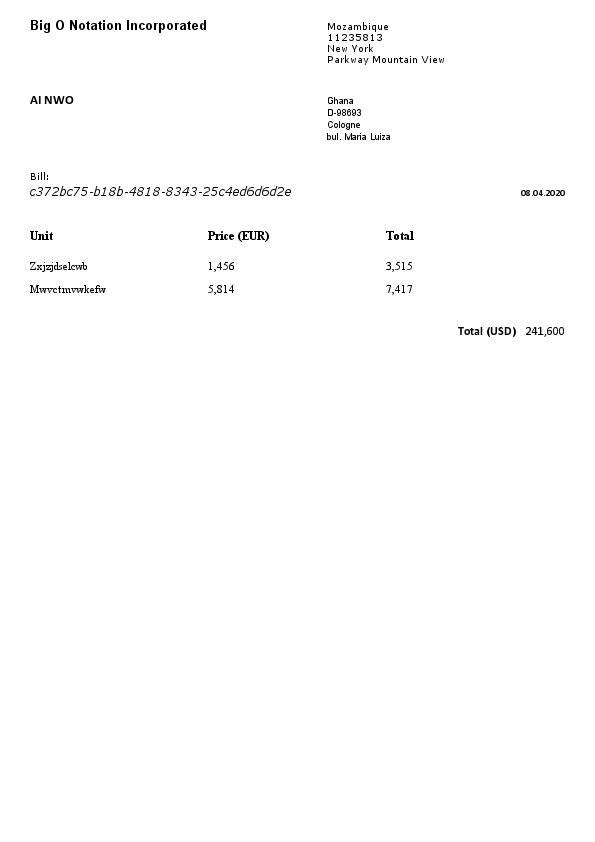 Big O Notation Incorporated
Mozambique
11235813
New York
Parkway Mountain View
AI NWO
Ghana
D-98693
Cologne
bul. Maria Luiza
Bill:
c372bc75-b18b-4818-8343-25c4ed6d6d2e
08.04.2020
Unit Price (EUR) Total
Zxjzjdselcwb 1,456 3,515
Mwvctmvwkefw 5,814 7,417
Total (USD) 241,600